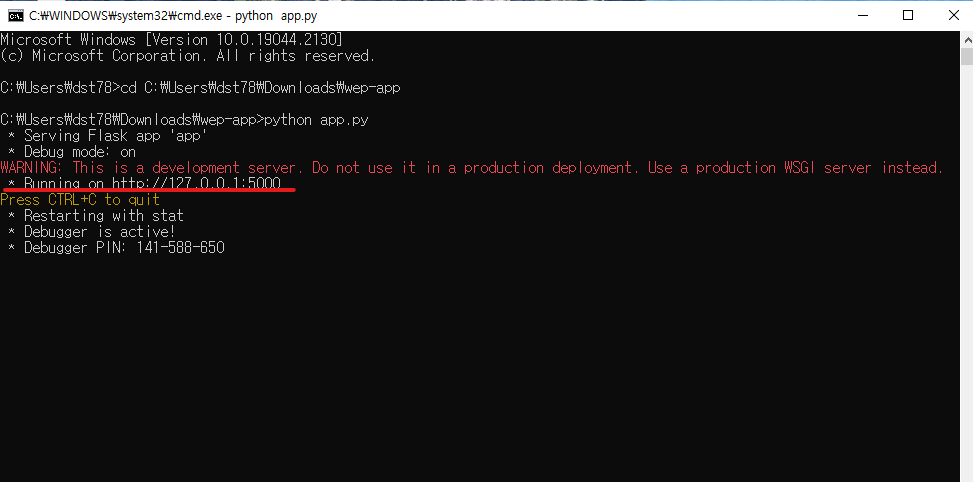 C:₩WINDOWS₩system32₩cmd.exe - python  app.py
Microsoft Windows [Version 10.0.19044.2130]
(c) Microsoft Corporation. All rights reserved.
C:₩Users₩dst78>cd C:₩Users₩dst78₩Downloads₩wep-app
C:₩Users₩dst78₩Downloads₩wep-app>python app.py
 * Serving Flask app 'app'
 * Debug mode: on
WARNING: This is a development server. Do not use it in a production deployment. Use a production WSGI server instead.
 * Running on http://127.0.0.1:5000
Press CTRL+C to quit
 * Restarting with stat
 * Debugger is active!
 * Debugger PIN: 141-588-650